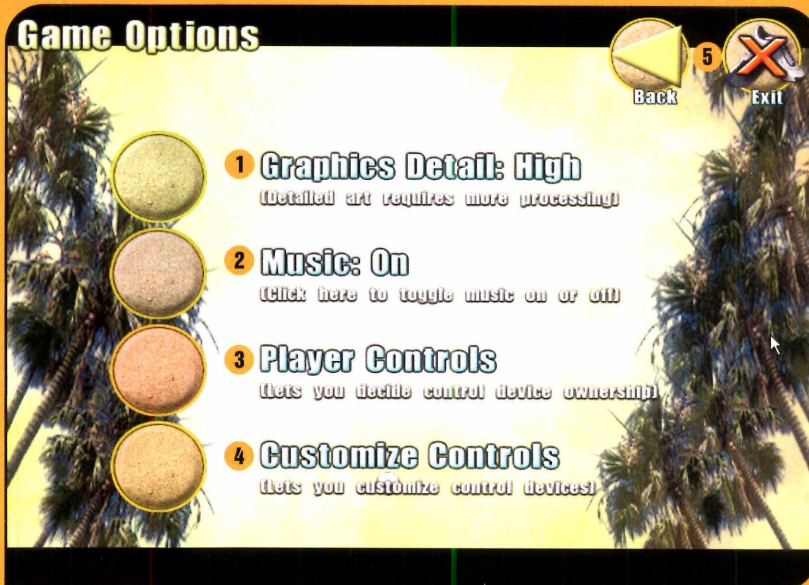 Game Options
5
Back
Exit
1 Graphics Detail: High
(Detailed art requires more processing)
2 Music: On
(Click here to toggle music on or off)
3 Player Controls
(Lets you decide control device ownership)
4 Customize Controls
(Lets you customize control devices)